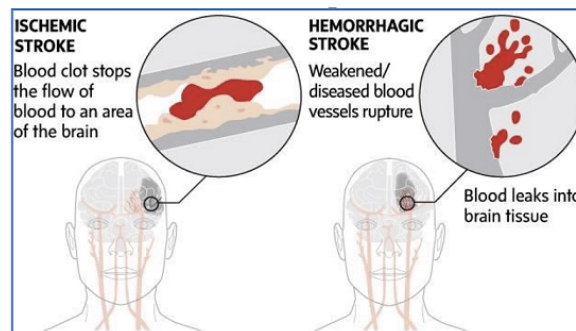 ISCHEMIC
STROKE
Blood clot stops
the flow of
blood to an area
of the brain
HEMORRHAGIC
STROKE
Weakened/
diseased blood
vessels rupture
Blood leaks into
brain tissue